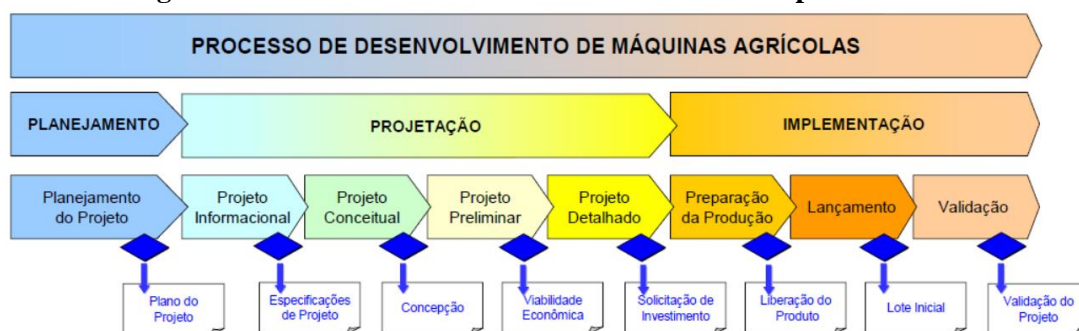 PROCESSO DE DESENVOLVIMENTO DE MÁQUINAS AGRÍCOLAS
PLANEJAMENTO
PROJETAÇÃO
IMPLEMENTAÇÃO
Planejamento
do Projeto
Projeto
Informacional
Projeto
Conceitual
Projeto
Preliminar
Projeto
Detalhado
Preparação
da Produção
Lançamento
Validação
Plano do
Projeto
Especificações
de Projeto
Concepção
Viabilidade
Econômica
Solicitação de
Investimento
Liberação do
Produto
Lote Inicial
Validação do
Projeto